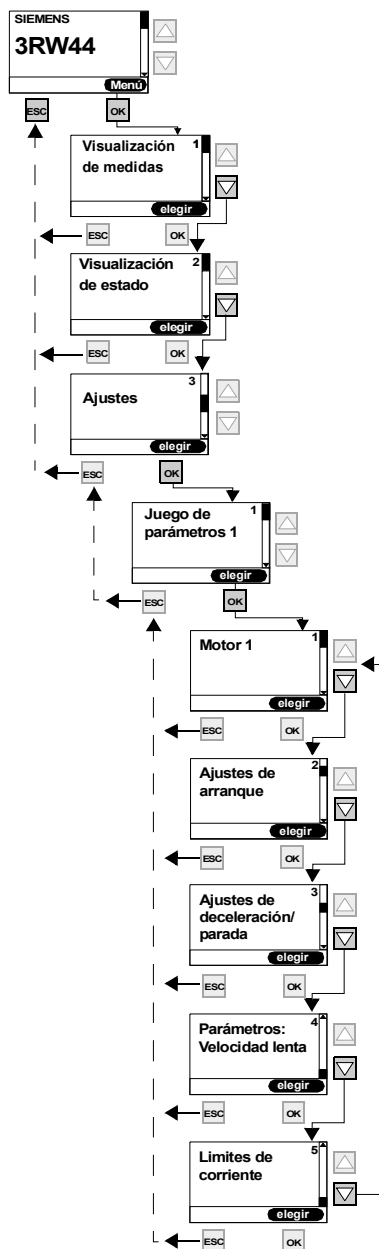 SIEMENS
3RW44
Menú
ESC
OK
Visualización 1
de medidas
elegir
ESC
OK
Visualización 2
de estado
elegir
ESC
OK
3
Ajustes
elegir
ESC
OK
Juego de 1
parámetros 1
elegir
ESC
OK
1
Motor 1
elegir
ESC
OK
2
Ajustes de
arranque
elegir
ESC
OK
3
Ajustes de
deceleración/
parada
elegir
ESC
OK
Parámetros: 4
Velocidad lenta
elegir
ESC
OK
Limites de 5
corriente
elegir
ESC
OK